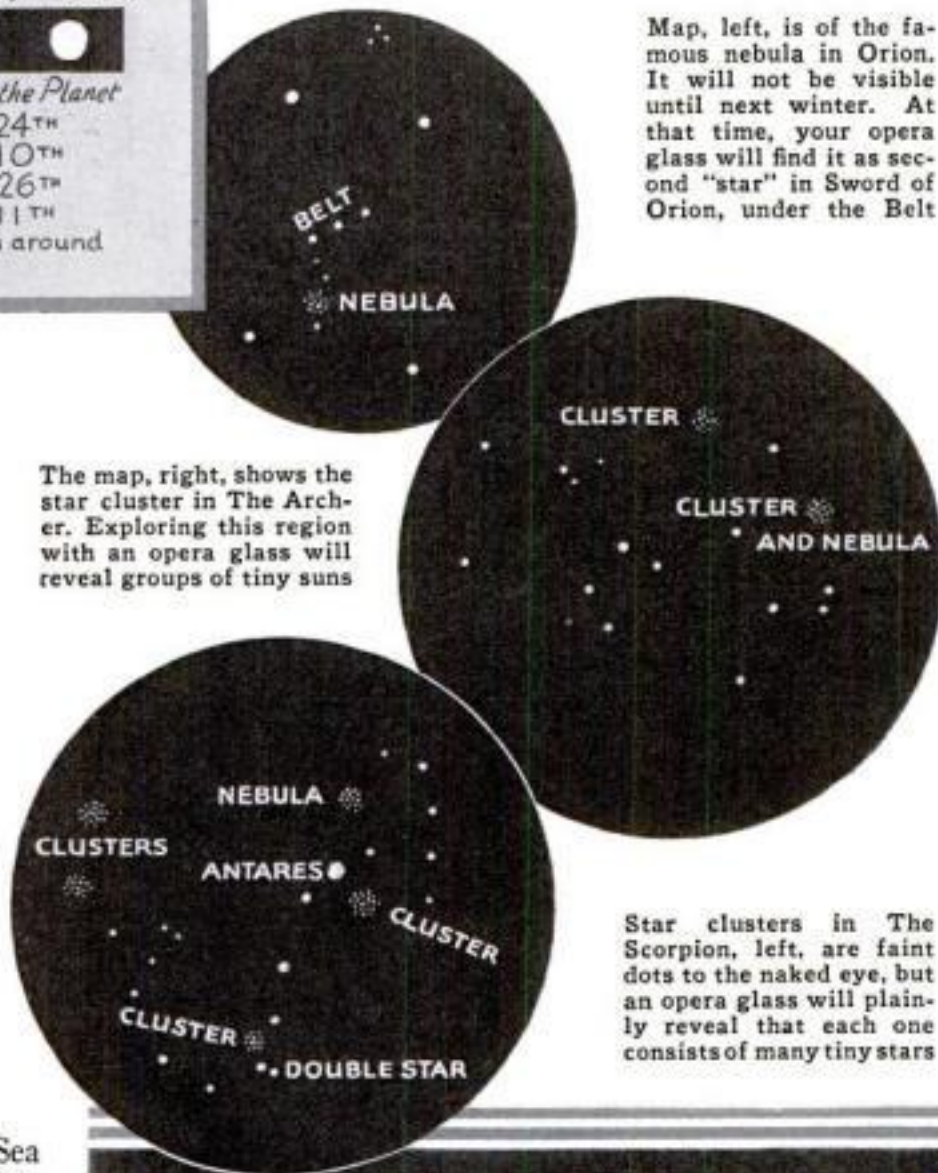 the Planet
24TH
10TH
26TH
11TH
around
Map, left, is of the fa-
mous nebula in Orion.
It will not be visible
until next winter. At
that time, your opera
glass will find it as sec-
ond "star" in Sword of
Orion, under the Belt
BELT
NEBULA
The map, right, shows the
star cluster in The Arch-
er. Exploring this region
with an opera glass will
reveal groups of tiny suns
CLUSTER
CLUSTER
AND NEBULA
NEBULA
CLUSTERS
ANTARES
CLUSTER
CLUSTER
DOUBLE STAR
Star clusters in The
Scorpion, left, are faint
dots to the naked eye, but
an opera glass will plain-
ly reveal that each one
consists of many tiny stars
Sea